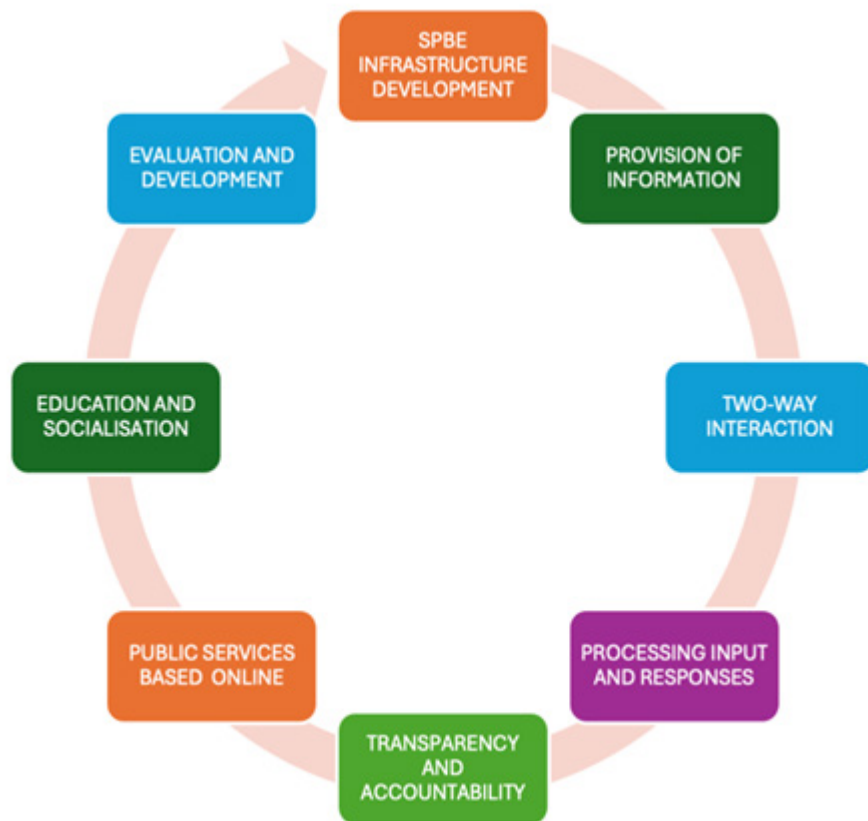 SPBE
INFRASTRUCTURE
DEVELOPMENT
PROVISION OF
INFORMATION
TWO-WAY
INTERACTION
PROCESSING INPUT
AND RESPONSES
TRANSPARENCY
AND
ACCOUNTABILITY
PUBLIC SERVICES
BASED ONLINE
EDUCATION AND
SOCIALISATION
EVALUATION AND
DEVELOPMENT